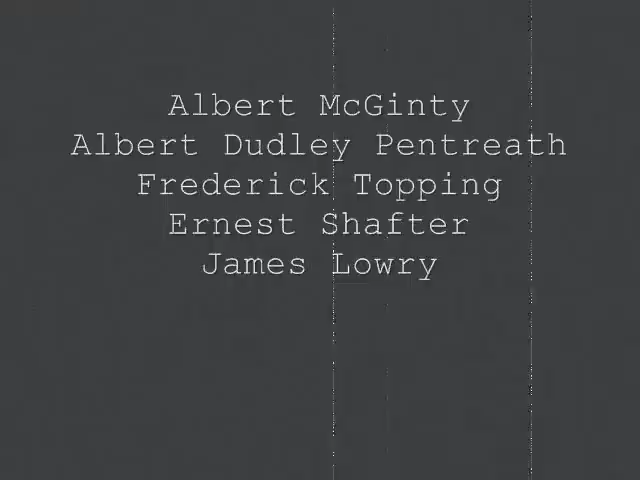 Albert McGinty
Albert Dudley Pentreath
Frederick Topping
Ernest Shafter
James Lowry